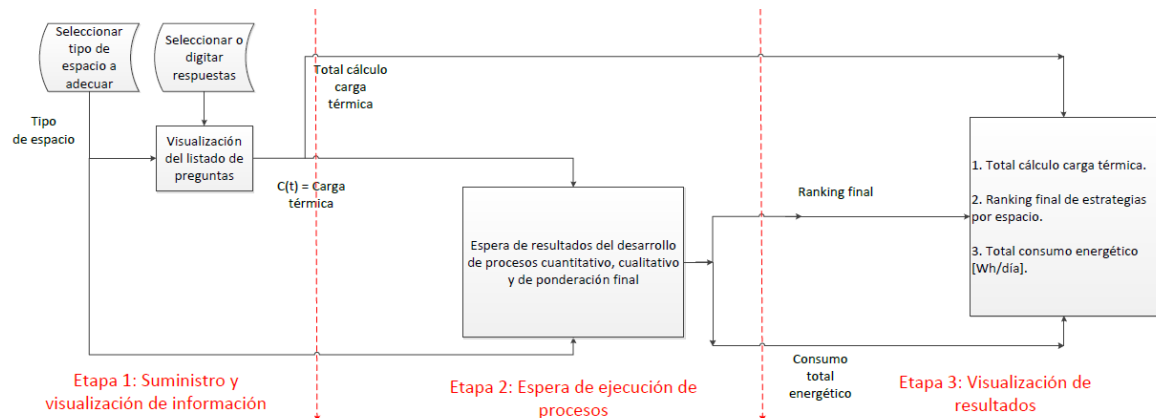 Seleccionar
tipo de
espacio a
adecuar
Seleccionar o
digitar
respuestas
Tipo
de espacio
Visualización
del listado de
preguntas
Total cálculo
carga
térmica
C(t) = Carga
térmica
Espera de resultados del desarrollo
de procesos cuantitativo, cualitativo
y de ponderación final
Ranking final
Consumo
total
energético
1. Total cálculo carga térmica.
2. Ranking final de estrategias
por espacio.
3. Total consumo energético
[Wh/día].
Etapa 1: Suministro y
visualización de información
Etapa 2: Espera de ejecución de
procesos
Etapa 3: Visualización de
resultados